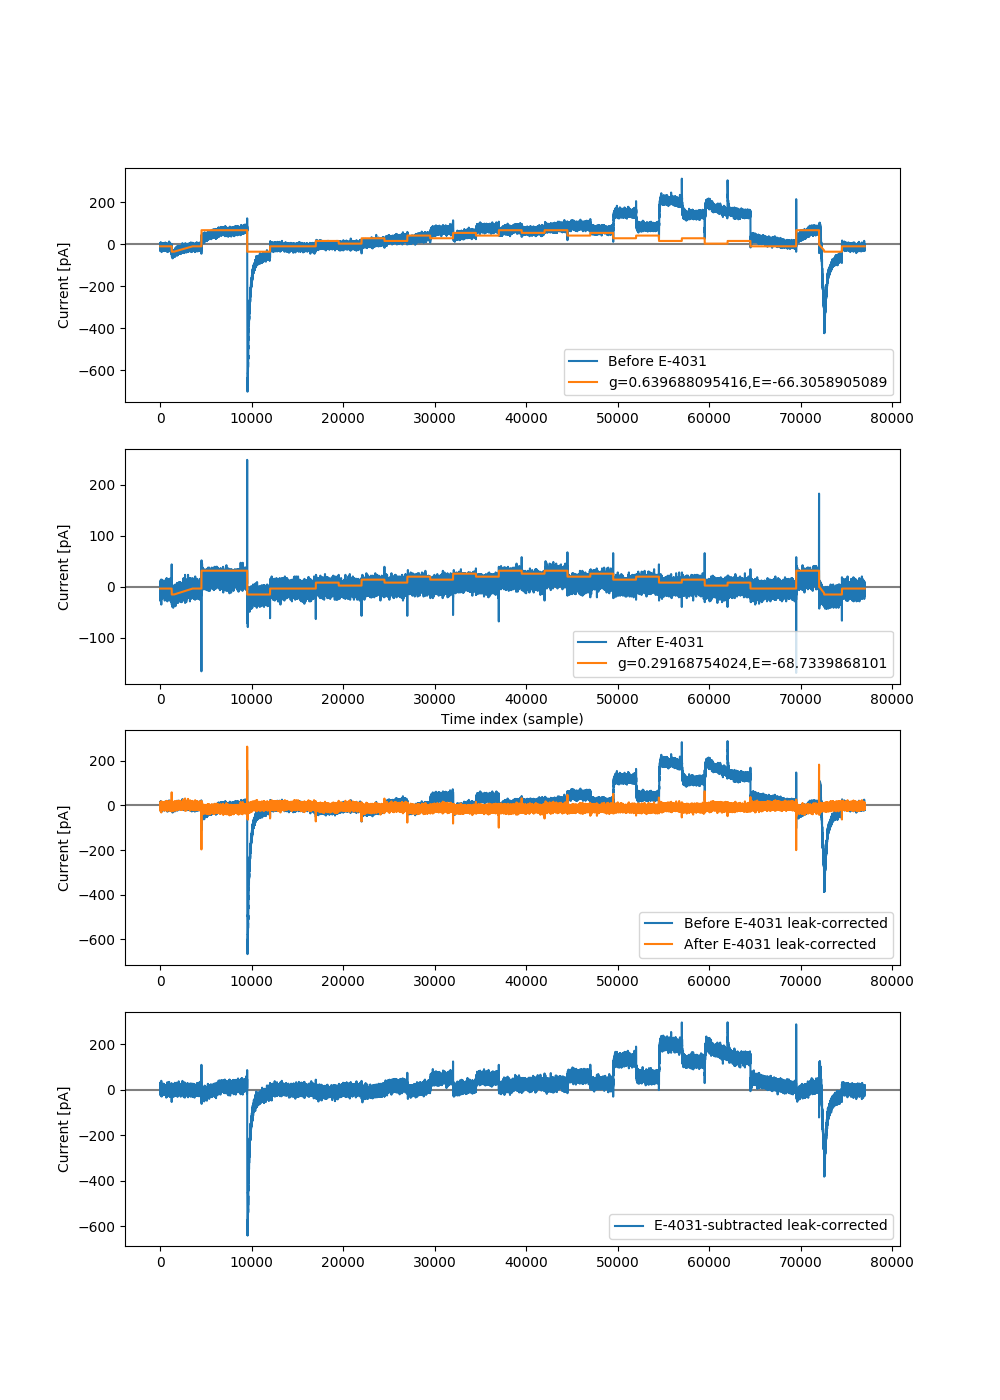 200
0
−200
−400
−600
Current [pA]
Before E-4031
g=0.639688095416,E=-66.3058905089
0 10000 20000 30000 40000 50000 60000 70000 80000
200
100
0
−100
Current [pA]
After E-4031
g=0.29168754024,E=-68.7339868101
0 10000 20000 30000 40000 50000 60000 70000 80000
Time index (sample)
200
0
−200
−400
−600
Current [pA]
Before E-4031 leak-corrected
After E-4031 leak-corrected
0 10000 20000 30000 40000 50000 60000 70000 80000
200
0
−200
−400
−600
Current [pA]
E-4031-subtracted leak-corrected
0 10000 20000 30000 40000 50000 60000 70000 80000